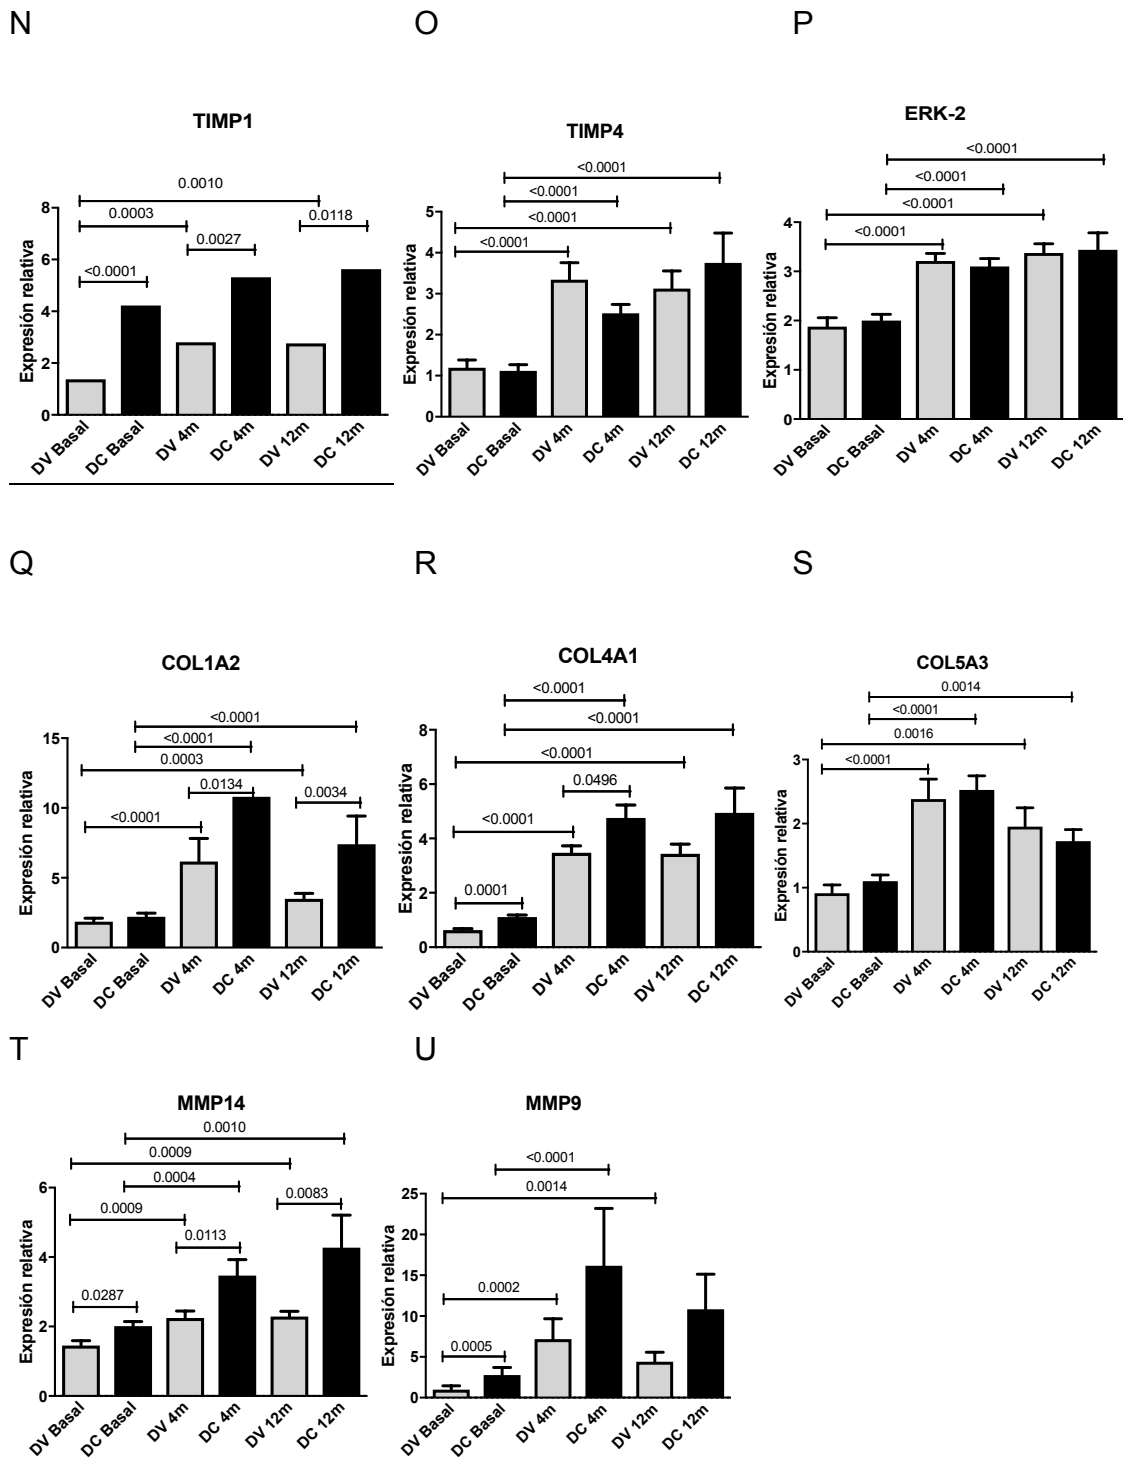 N
TIMP1
0.0010
0.0003
0.0118
0.0027
<0.0001
Expresión relativa
8
6
4
2
0
DV Basal
DC Basal
DV 4m
DC 4m
DV 12m
DC 12m
O
TIMP4
<0.0001
<0.0001
<0.0001
<0.0001
Expresión relativa
5
4
3
2
1
0
DV Basal
DC Basal
DV 4m
DC 4m
DV 12m
DC 12m
P
ERK-2
<0.0001
<0.0001
<0.0001
<0.0001
Expresión relativa
4
3
2
1
0
DV Basal
DC Basal
DV 4m
DC 4m
DV 12m
DC 12m
Q
COL1A2
<0.0001
<0.0001
0.0003
0.0134
0.0034
<0.0001
Expresión relativa
15
10
5
0
DV Basal
DC Basal
DV 4m
DC 4m
DV 12m
DC 12m
R
COL4A1
<0.0001
<0.0001
<0.0001
0.0496
<0.0001
0.0001
Expresión relativa
8
6
4
2
0
DV Basal
DC Basal
DV 4m
DC 4m
DV 12m
DC 12m
S
COL5A3
0.0014
<0.0001
0.0016
<0.0001
Expresión relativa
3
2
1
0
DV Basal
DC Basal
DV 4m
DC 4m
DV 12m
DC 12m
T
MMP14
0.0010
0.0009
0.0004
0.0083
0.0009
0.0113
0.0287
Expresión relativa
6
4
2
0
DV Basal
DC Basal
DV 4m
DC 4m
DV 12m
DC 12m
U
MMP9
<0.0001
0.0014
0.0002
0.0005
Expresión relativa
25
20
15
10
5
0
DV Basal
DC Basal
DV 4m
DC 4m
DV 12m
DC 12m